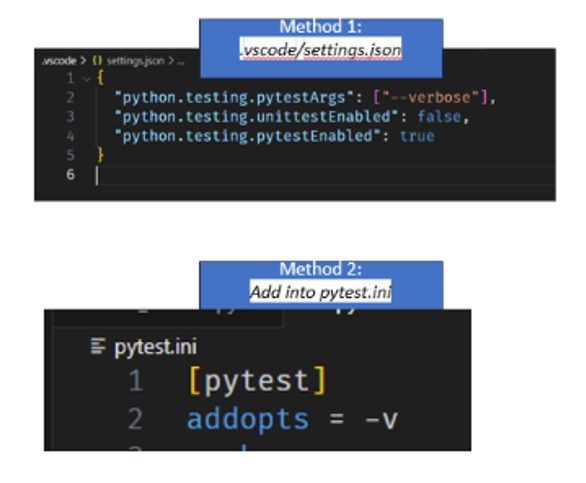 Method 1:
.vscode/settings.json
.vscode > {} settings.json > ...
1 {
2 "python.testing.pytestArgs": ["--verbose"],
3 "python.testing.unittestEnabled": false,
4 "python.testing.pytestEnabled": true
5 }
6
Method 2:
Add into pytest.ini
pytest.ini
1 [pytest]
2 addopts = -v